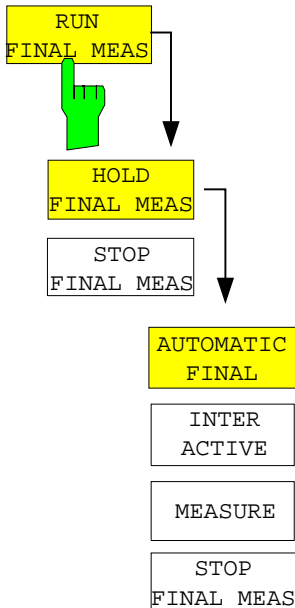 RUN
FINAL MEAS
HOLD
FINAL MEAS
STOP
FINAL MEAS
AUTOMATIC
FINAL
INTER
ACTIVE
MEASURE
STOP
FINAL MEAS